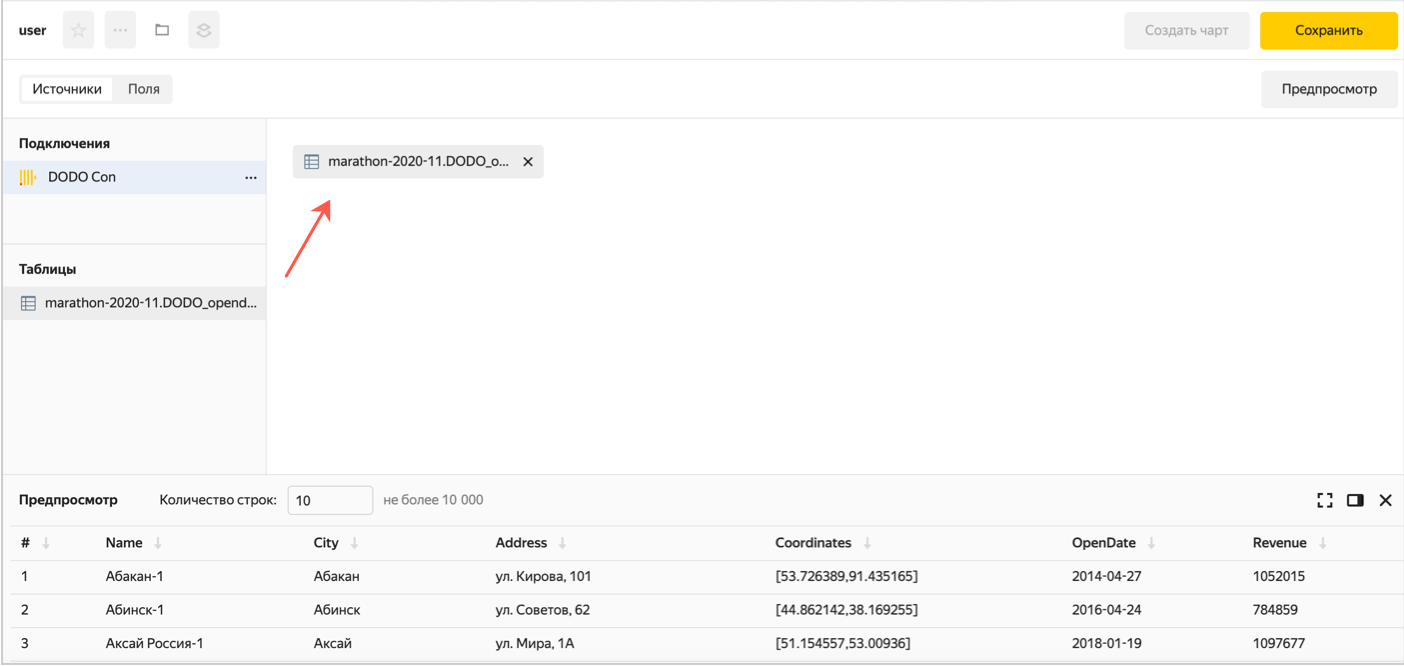 user
Создать чарт
Сохранить
Источники Поля
Предпросмотр
Подключения
DODO Con
marathon-2020-11.DODO_o...
Таблицы
marathon-2020-11.DODO_opend...
Предпросмотр Количество строк: 10 не более 10 000
# Name City Address Coordinates OpenDate Revenue
1 Абакан-1 Абакан ул. Кирова, 101 [53.726389,91.435165] 2014-04-27 1052015
2 Абинск-1 Абинск ул. Советов, 62 [44.862142,38.169255] 2016-04-24 784859
3 Аксай Россия-1 Аксай ул. Мира, 1А [51.154557,53.00936] 2018-01-19 1097677